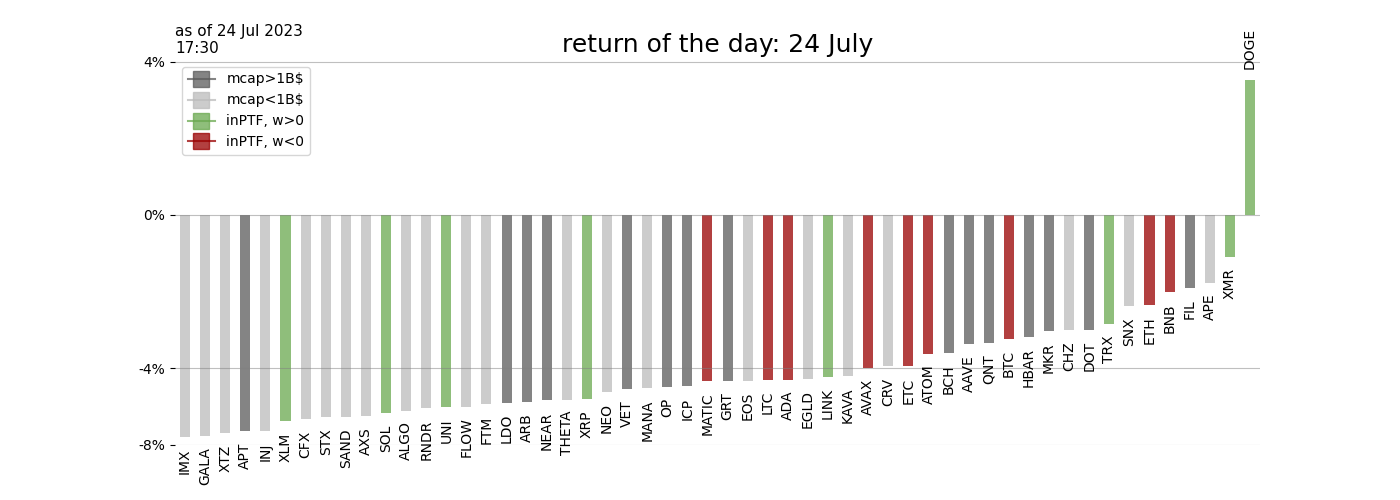 as of 24 Jul 2023
17:30
return of the day: 24 July
4%
0%
-4%
-8%
mcap>1B$
mcap<1B$
inPTF, w>0
inPTF, w<0
IMX
GALA
XTZ
APT
INJ
XLM
CFX
STX
SAND
AXS
SOL
ALGO
RNDR
UNI
FLOW
FTM
LDO
ARB
NEAR
THETA
XRP
NEO
VET
MANA
OP
ICP
MATIC
GRT
EOS
LTC
ADA
EGLD
LINK
KAVA
AVAX
CRV
ETC
ATOM
BCH
AAVE
QNT
BTC
HBAR
MKR
CHZ
DOT
TRX
SNX
ETH
BNB
FIL
APE
XMR
DOGE